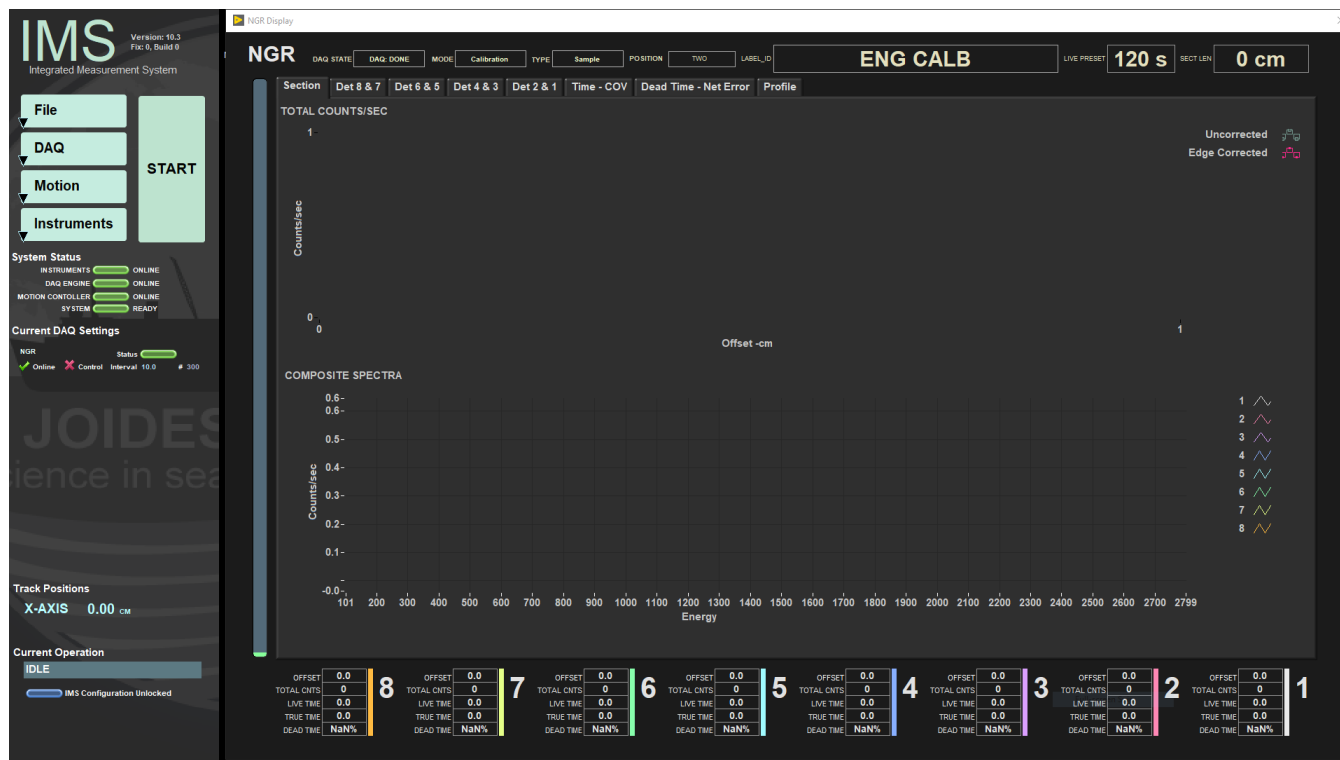 IMS
Version: 10.3
Fix: 0, Build 0
Integrated Measurement System
File
DAQ
Motion
Instruments
START
System Status
INSTRUMENTS ONLINE
DAQ ENGINE ONLINE
MOTION CONTOLLER ONLINE
SYSTEM READY
Current DAQ Settings
NGR Status
Online Control Interval 10.0 # 300
JOIDES
ience in sea
Track Positions
X-AXIS 0.00 CM
Current Operation
IDLE
IMS Configuration Unlocked
NGR Display
NGR DAQ STATE DAQ: DONE MODE Calibration TYPE Sample POSITION TWO LABEL_ID ENG CALB LIVE PRESET 120 s SECT LEN 0 cm
Section Det 8 & 7 Det 6 & 5 Det 4 & 3 Det 2 & 1 Time - COV Dead Time - Net Error Profile
TOTAL COUNTS/SEC
1
Uncorrected
Edge Corrected
Counts/sec
0
0 1
Offset -cm
COMPOSITE SPECTRA
0.6
0.6
0.5
0.4
0.3
0.2
0.1
-0.0
Counts/sec
1
2
3
4
5
6
7
8
101 200 300 400 500 600 700 800 900 1000 1100 1200 1300 1400 1500 1600 1700 1800 1900 2000 2100 2200 2300 2400 2500 2600 2700 2799
Energy
OFFSET 0.0
TOTAL CNTS 0
LIVE TIME 0.0
TRUE TIME 0.0
DEAD TIME NaN%
8
OFFSET 0.0
TOTAL CNTS 0
LIVE TIME 0.0
TRUE TIME 0.0
DEAD TIME NaN%
7
OFFSET 0.0
TOTAL CNTS 0
LIVE TIME 0.0
TRUE TIME 0.0
DEAD TIME NaN%
6
OFFSET 0.0
TOTAL CNTS 0
LIVE TIME 0.0
TRUE TIME 0.0
DEAD TIME NaN%
5
OFFSET 0.0
TOTAL CNTS 0
LIVE TIME 0.0
TRUE TIME 0.0
DEAD TIME NaN%
4
OFFSET 0.0
TOTAL CNTS 0
LIVE TIME 0.0
TRUE TIME 0.0
DEAD TIME NaN%
3
OFFSET 0.0
TOTAL CNTS 0
LIVE TIME 0.0
TRUE TIME 0.0
DEAD TIME NaN%
2
OFFSET 0.0
TOTAL CNTS 0
LIVE TIME 0.0
TRUE TIME 0.0
DEAD TIME NaN%
1